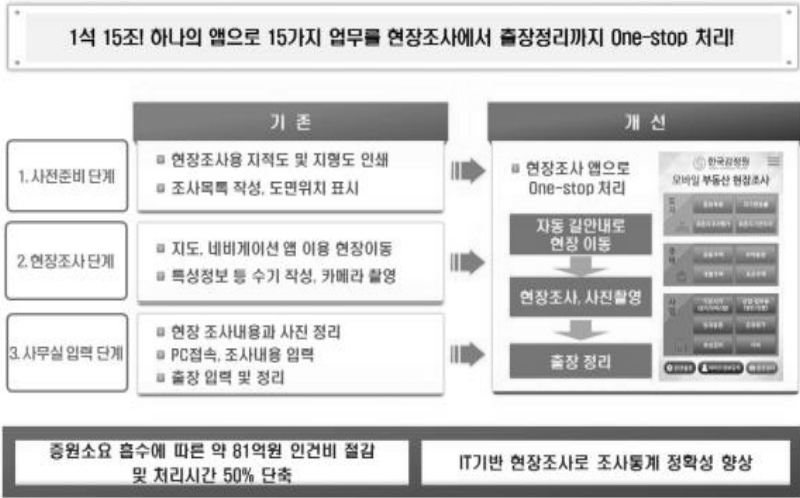 1석 15조! 하나의 앱으로 15가지 업무를 현장조사에서 출장정리까지 One-stop 처리!
기 존
개 선
1. 사전준비 단계
현장조사용 지적도 및 지형도 인쇄
조사목록 작성, 도면위치 표시
2. 현장조사 단계
지도, 네비게이션 앱 이용 현장이동
특성정보 등 수기 작성, 카메라 촬영
3. 사무실 입력 단계
현장 조사내용과 사진 정리
PC접속, 조사내용 입력
출장 입력 및 정리
현장조사 앱으로
One-stop 처리
자동 길안내로
현장 이동
현장조사, 사진촬영
출장 정리
한국감정원
모바일 부동산 현장조사
증원소요 흡수에 따른 약 81억원 인건비 절감
및 처리시간 50% 단축
IT기반 현장조사로 조사통계 정확성 향상